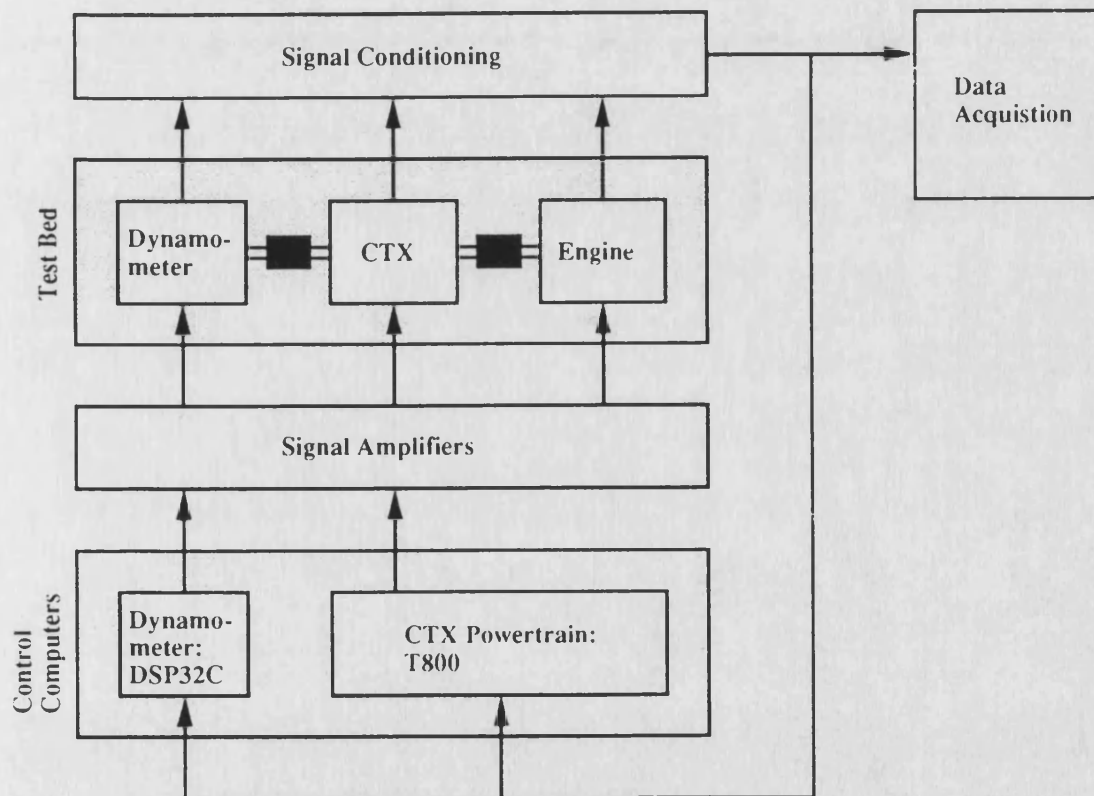 Signal Conditioning
Data
Acquistion
Test Bed
Dynamo-
meter
CTX
Engine
Signal Amplifiers
Control
Computers
Dynamo-
meter:
DSP32C
CTX Powertrain:
T800